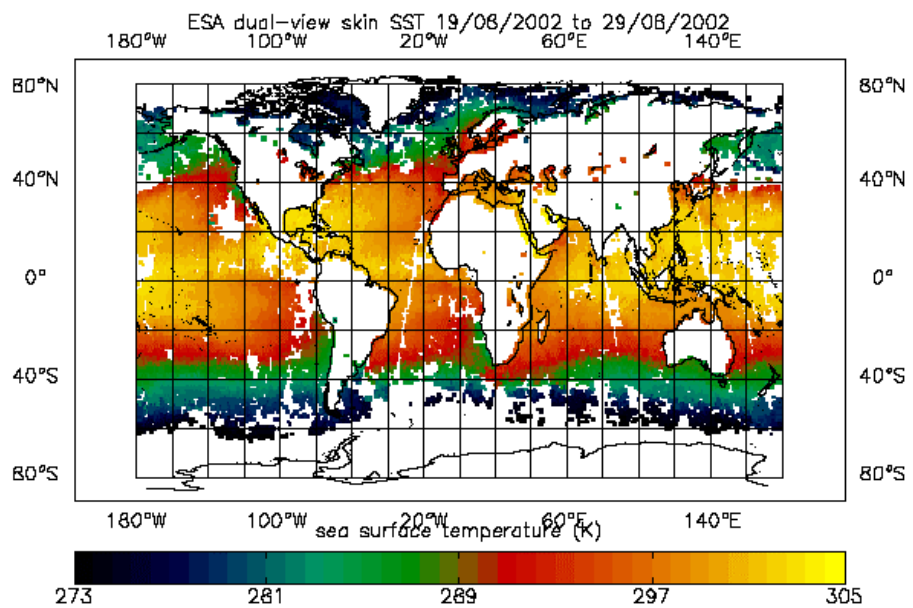 ESA dual-view skin SST 19/08/2002 to 29/08/2002
180°W 100°W 20°W 60°E 140°E
80°N 80°N
40°N 40°N
0° 0°
40°S 40°S
80°S 80°S
180°W 100°W 20°W 60°E 140°E
sea surface temperature (K)
273 281 289 297 305